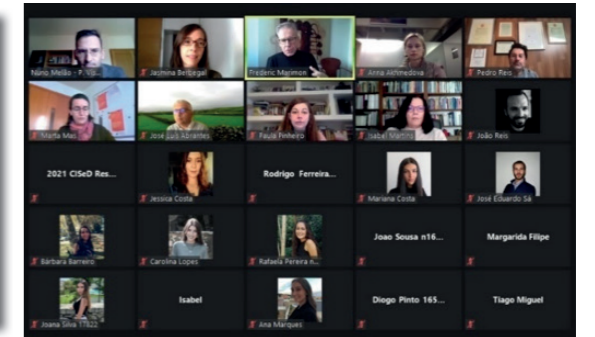 Nuno Melão - P. Viseu
Jasmina Berbegal
Frederic Marimon
Anna Akhmedova
Pedro Reis
Marta Mas
José Luís Abrantes
Paula Pinheiro
Isabel Martins
João Reis
2021 CISeD Res...
Jessica Costa
Rodrigo Ferreira...
Mariana Costa
José Eduardo Sá
Bárbara Barreiro
Carolina Lopes
Rafaela Pereira n...
Joao Sousa n16...
Margarida Filipe
Joana Silva 17822
Isabel
Ana Marques
Diogo Pinto 165...
Tiago Miguel